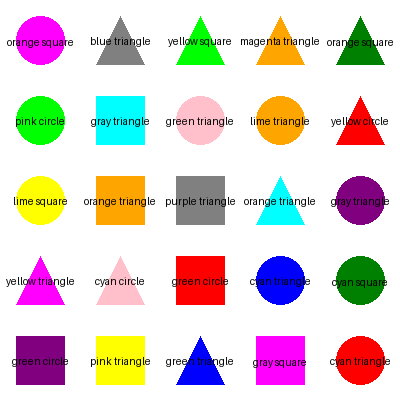 orange square blue triangle yellow square magenta triangle orange square
pink circle gray triangle green triangle lime triangle yellow circle
lime square orange triangle purple triangle orange triangle gray triangle
yellow triangle cyan circle green circle cyan triangle cyan square
green circle pink triangle green triangle gray square cyan triangle